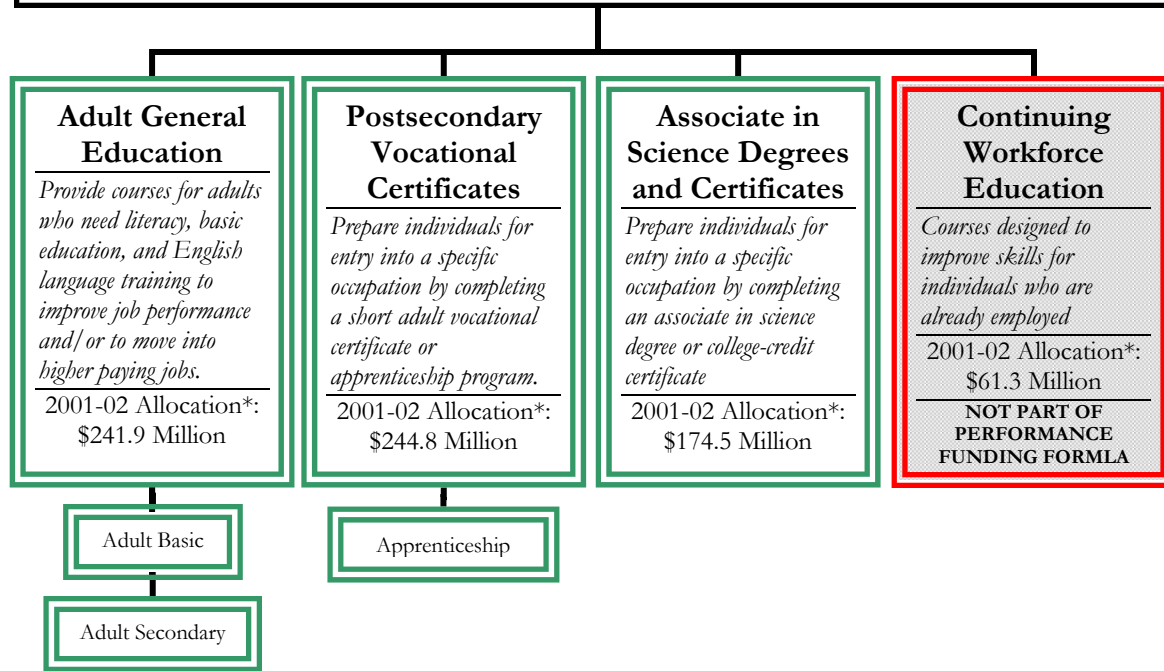 Adult General
Education
Provide courses for adults
who need literacy, basic
education, and English
language training to
improve job performance
and/or to move into
higher paying jobs.
2001-02 Allocation*:
$241.9 Million
Postsecondary
Vocational
Certificates
Prepare individuals for
entry into a specific
occupation by completing
a short adult vocational
certificate or
apprenticeship program.
2001-02 Allocation*:
$244.8 Million
Associate in
Science Degrees
and Certificates
Prepare individuals for
entry into a specific
occupation by completing
an associate in science
degree or college-credit
certificate
2001-02 Allocation*:
$174.5 Million
Continuing
Workforce
Education
Courses designed to
improve skills for
individuals who are
already employed
2001-02 Allocation*:
$61.3 Million
NOT PART OF
PERFORMANCE
FUNDING FORMLA
Adult Basic
Apprenticeship
Adult Secondary